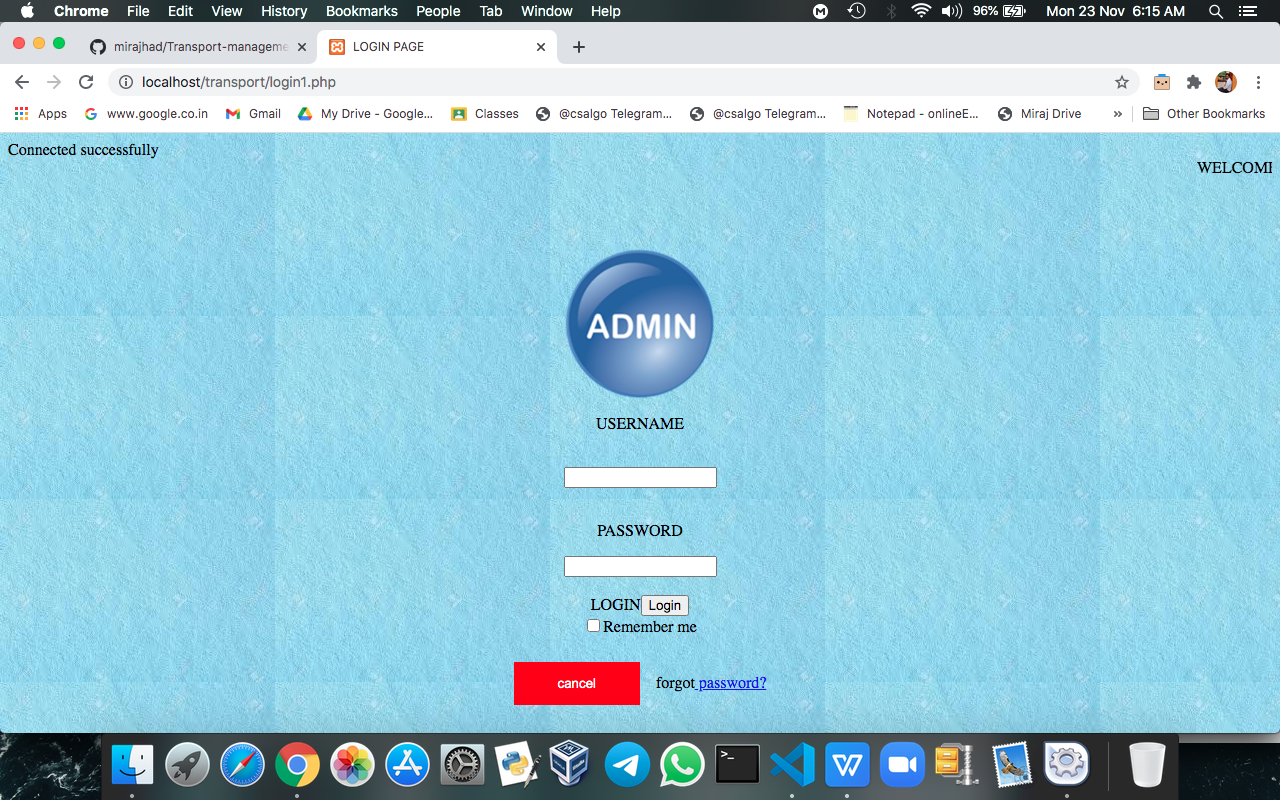 Chrome File Edit View History Bookmarks People Tab Window Help 96% Mon 23 Nov 6:15 AM
mirajhad/Transport-manageme LOGIN PAGE
localhost/transport/login1.php
Apps www.google.co.in Gmail My Drive - Google... Classes @csalgo Telegram... @csalgo Telegram... Notepad - onlineE... Miraj Drive » Other Bookmarks
Connected successfully
WELCOME
ADMIN
USERNAME
PASSWORD
LOGIN Login
Remember me
cancel forgot password?